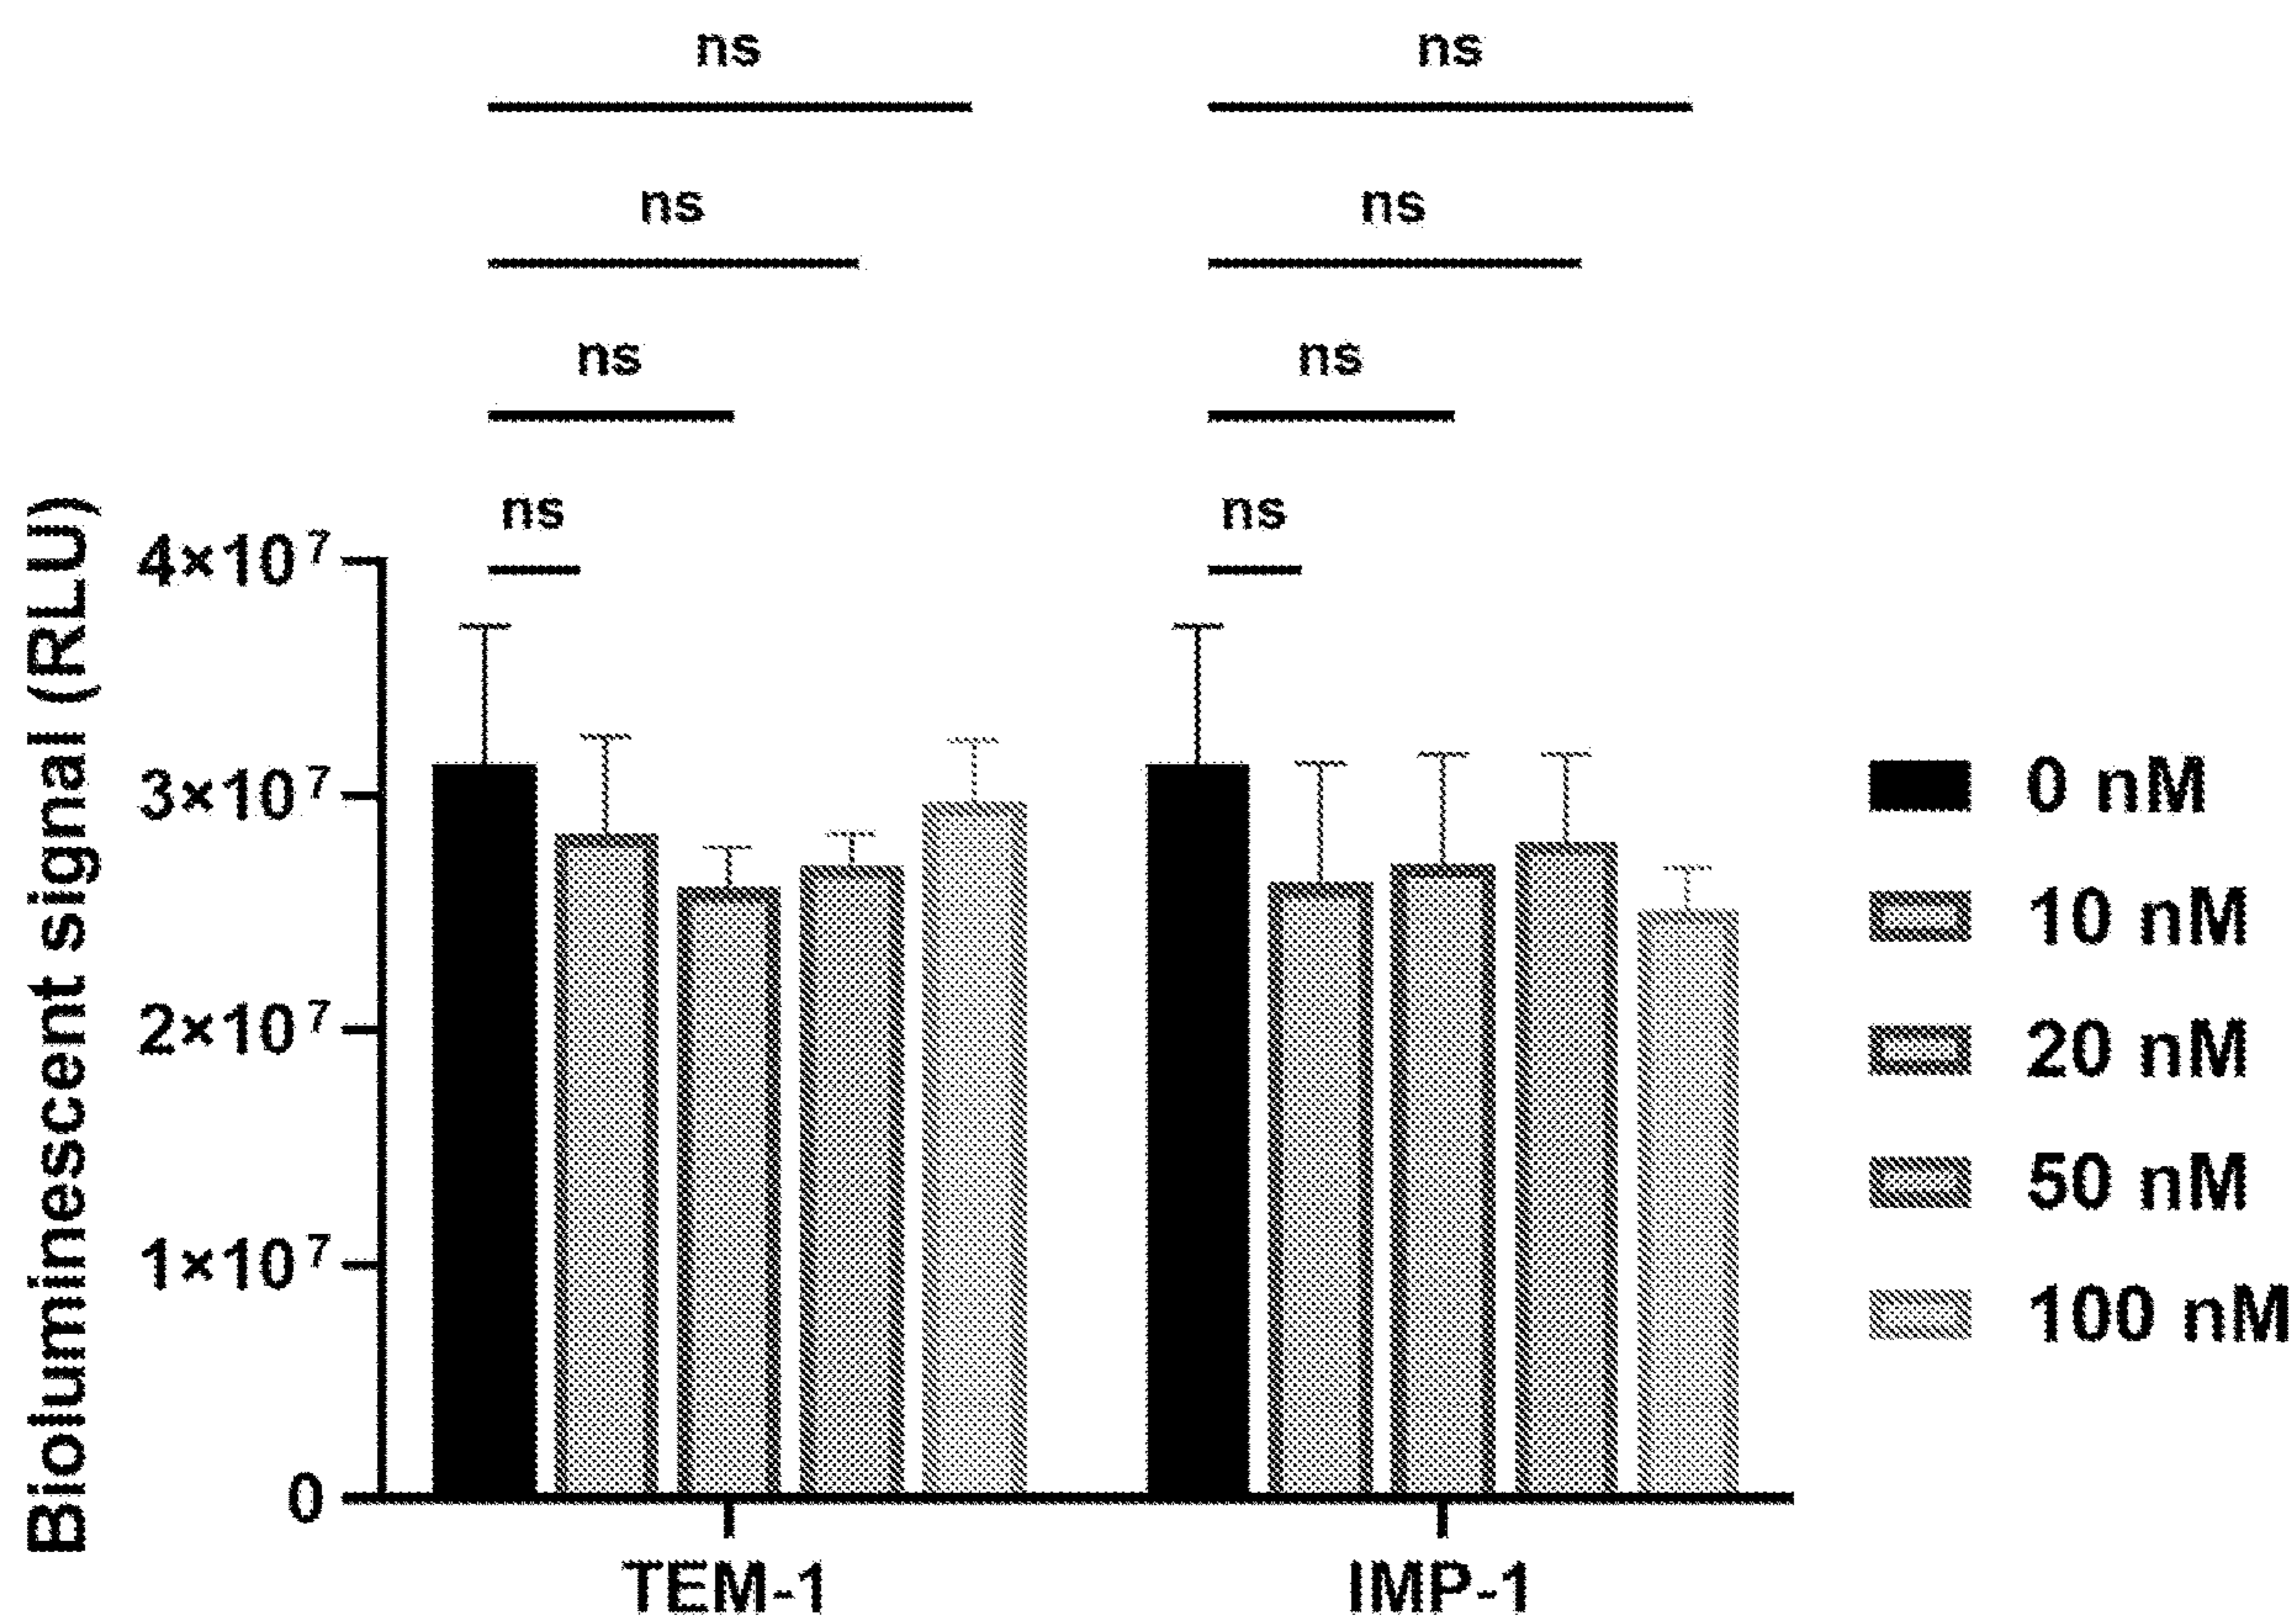 ns ns
ns ns
ns ns
ns ns
Bioluminescent signal (RLU)
4×10⁷
3×10⁷
2×10⁷
1×10⁷
0
TEM-1 IMP-1
0 nM
10 nM
20 nM
50 nM
100 nM